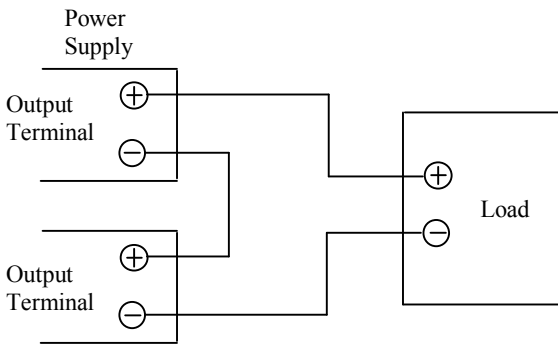 Power
Supply
Output
Terminal
+
−
Output
Terminal
+
−
+
−
Load